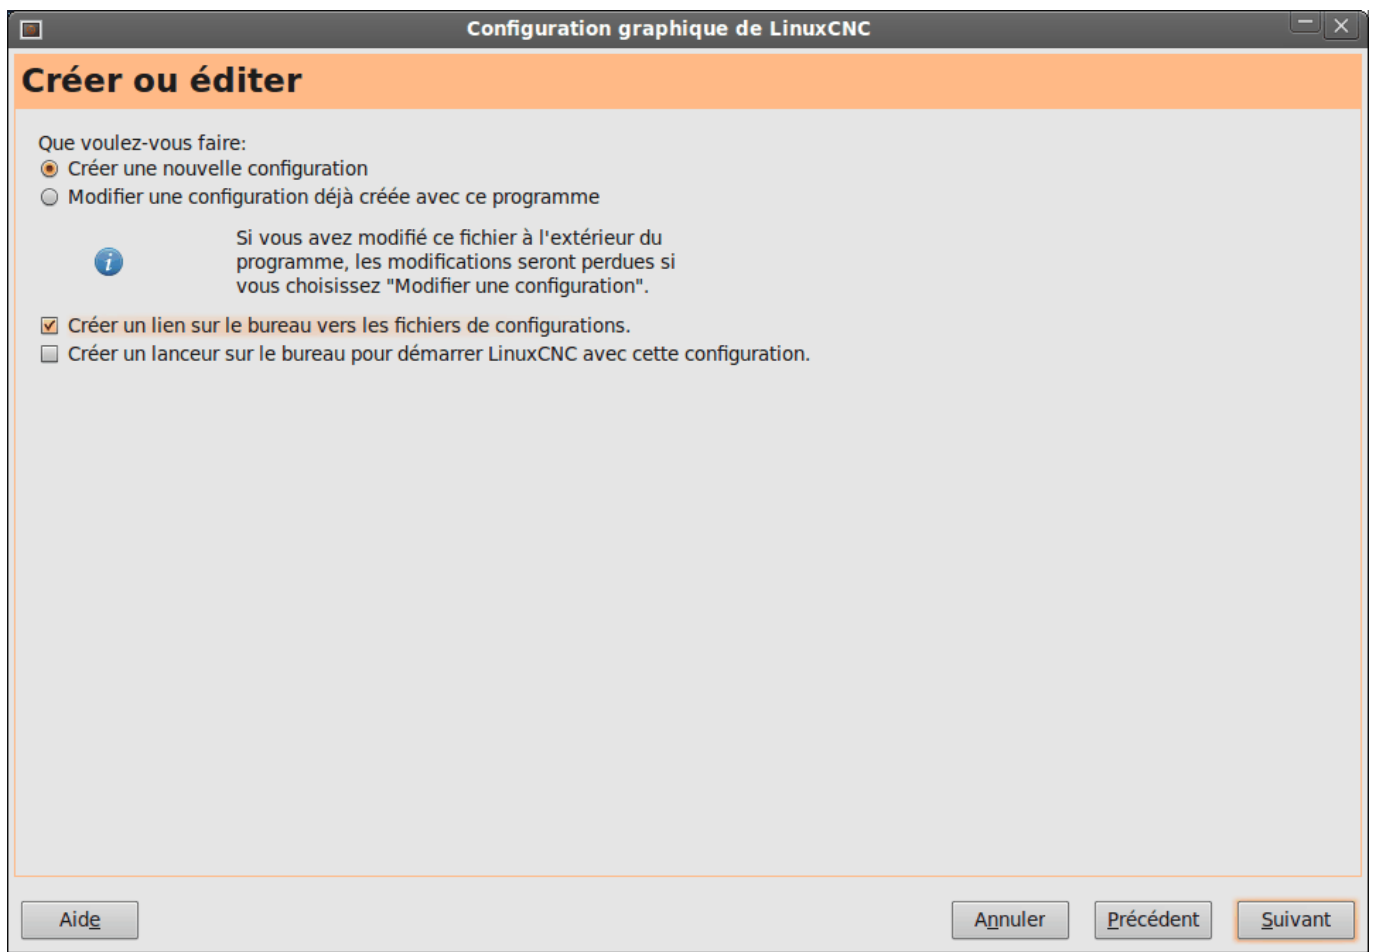 Configuration graphique de LinuxCNC
Créer ou éditer
Que voulez-vous faire:
Créer une nouvelle configuration
Modifier une configuration déjà créée avec ce programme
Si vous avez modifié ce fichier à l'extérieur du
programme, les modifications seront perdues si
vous choisissez "Modifier une configuration".
Créer un lien sur le bureau vers les fichiers de configurations.
Créer un lanceur sur le bureau pour démarrer LinuxCNC avec cette configuration.
Aide
Annuler
Précédent
Suivant